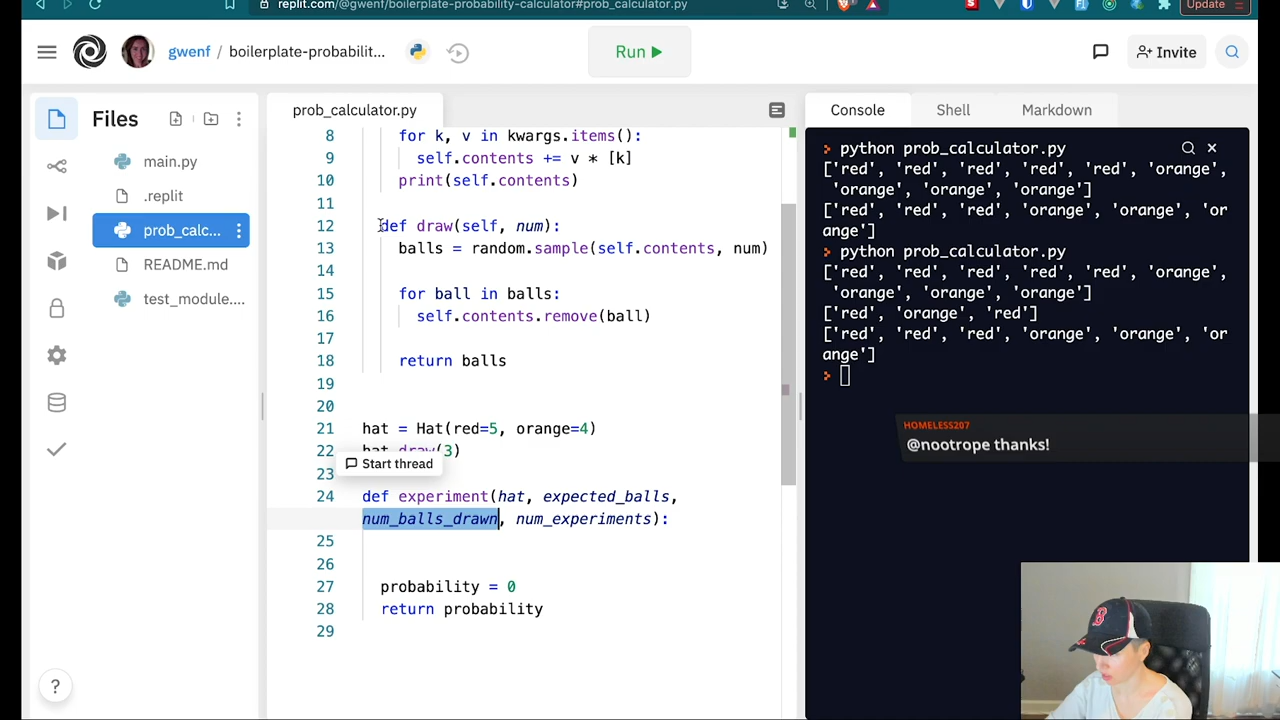 replit.com/@gwenf/boilerplate-probability-calculator#prob_calculator.py
Update
gwenf / boilerplate-probabilit...
Run
Invite
Files
main.py
.replit
prob_calc...
README.md
test_module....
prob_calculator.py
8 for k, v in kwargs.items():
9 self.contents += v * [k]
10 print(self.contents)
11
12 def draw(self, num):
13 balls = random.sample(self.contents, num)
14
15 for ball in balls:
16 self.contents.remove(ball)
17
18 return balls
19
20
21 hat = Hat(red=5, orange=4)
22 hat.draw(3)
Start thread
23
24 def experiment(hat, expected_balls,
num_balls_drawn, num_experiments):
25
26
27 probability = 0
28 return probability
29
?
Console
Shell
Markdown
> python prob_calculator.py
['red', 'red', 'red', 'red', 'red', 'orange',
'orange', 'orange', 'orange']
['red', 'red', 'red', 'orange', 'orange', 'or
ange']
> python prob_calculator.py
['red', 'red', 'red', 'red', 'red', 'orange',
'orange', 'orange', 'orange']
['red', 'orange', 'red']
['red', 'red', 'red', 'orange', 'orange', 'or
ange']
>
HOMELESS207
@nootrope thanks!
B